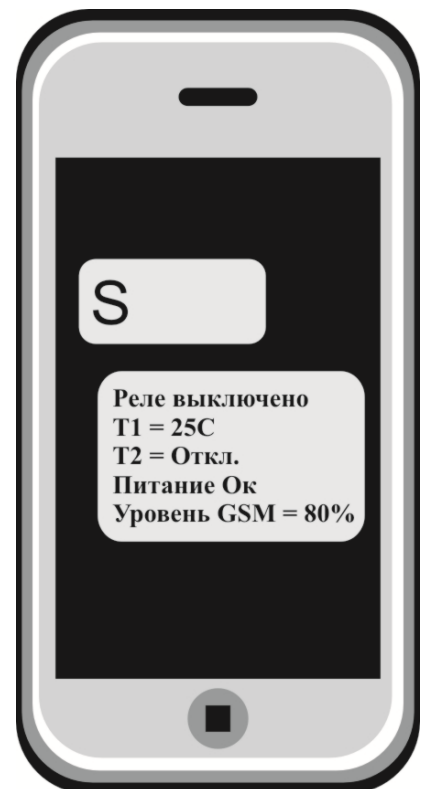 S
Реле выключено
T1 = 25C
T2 = Откл.
Питание Ок
Уровень GSM = 80%